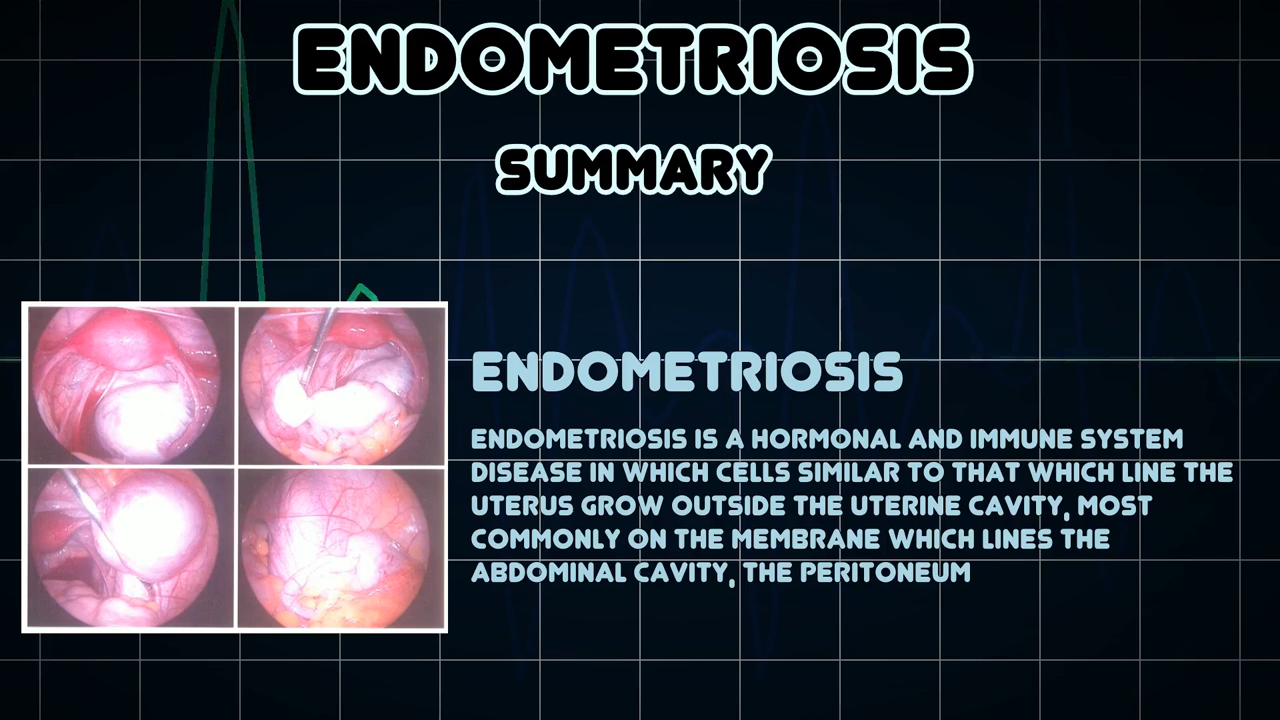 ENDOMETRIOSIS
SUMMARY
ENDOMETRIOSIS
ENDOMETRIOSIS IS A HORMONAL AND IMMUNE SYSTEM
DISEASE IN WHICH CELLS SIMILAR TO THAT WHICH LINE THE
UTERUS GROW OUTSIDE THE UTERINE CAVITY, MOST
COMMONLY ON THE MEMBRANE WHICH LINES THE
ABDOMINAL CAVITY, THE PERITONEUM